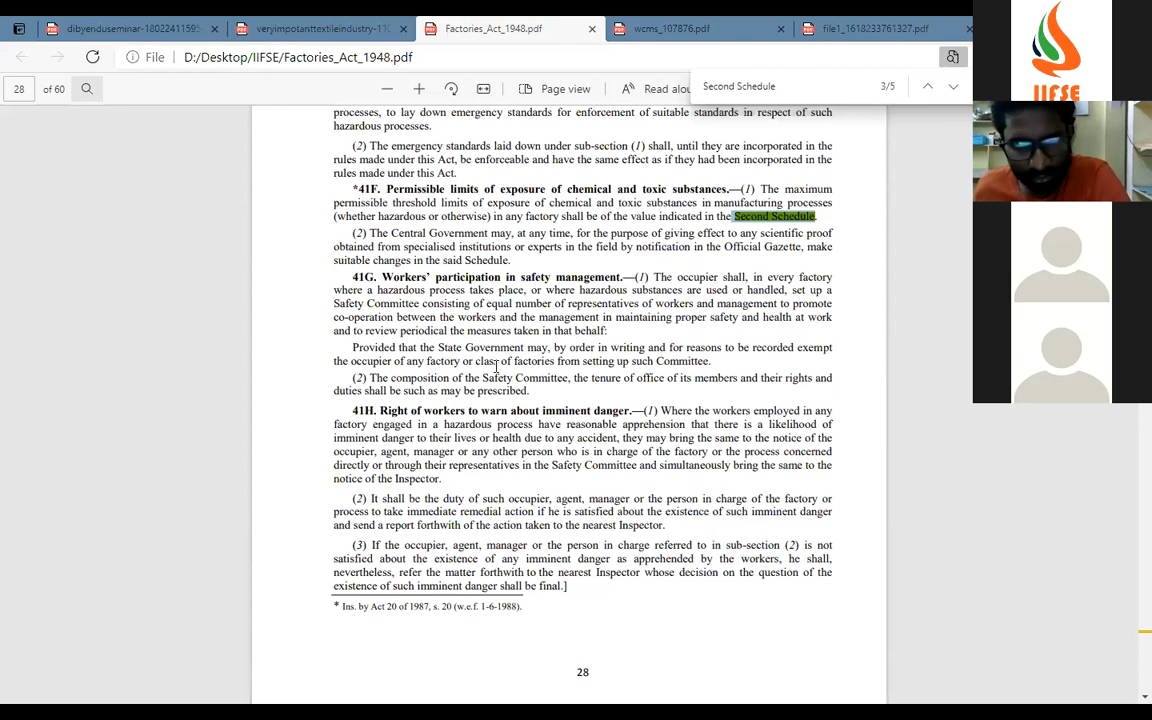 dibyenduseminar-18022411595
veryimpotanttextileindustry-110
Factories_Act_1948.pdf
wcms_107876.pdf
file1_1618233761327.pdf
File
D:/Desktop/IIFSE/Factories_Act_1948.pdf
28 of 60
Page view
Read alou
Second Schedule
3/5
IIFSE
processes, to lay down emergency standards for enforcement of suitable standards in respect of such
hazardous processes.
(2) The emergency standards laid down under sub-section (1) shall, until they are incorporated in the
rules made under this Act, be enforceable and have the same effect as if they had been incorporated in the
rules made under this Act.
*41F. Permissible limits of exposure of chemical and toxic substances.—(1) The maximum
permissible threshold limits of exposure of chemical and toxic substances in manufacturing processes
(whether hazardous or otherwise) in any factory shall be of the value indicated in the Second Schedule.
(2) The Central Government may, at any time, for the purpose of giving effect to any scientific proof
obtained from specialised institutions or experts in the field by notification in the Official Gazette, make
suitable changes in the said Schedule.
41G. Workers' participation in safety management.—(1) The occupier shall, in every factory
where a hazardous process takes place, or where hazardous substances are used or handled, set up a
Safety Committee consisting of equal number of representatives of workers and management to promote
co-operation between the workers and the management in maintaining proper safety and health at work
and to review periodical the measures taken in that behalf:
Provided that the State Government may, by order in writing and for reasons to be recorded exempt
the occupier of any factory or class of factories from setting up such Committee.
(2) The composition of the Safety Committee, the tenure of office of its members and their rights and
duties shall be such as may be prescribed.
41H. Right of workers to warn about imminent danger.—(1) Where the workers employed in any
factory engaged in a hazardous process have reasonable apprehension that there is a likelihood of
imminent danger to their lives or health due to any accident, they may bring the same to the notice of the
occupier, agent, manager or any other person who is in charge of the factory or the process concerned
directly or through their representatives in the Safety Committee and simultaneously bring the same to the
notice of the Inspector.
(2) It shall be the duty of such occupier, agent, manager or the person in charge of the factory or
process to take immediate remedial action if he is satisfied about the existence of such imminent danger
and send a report forthwith of the action taken to the nearest Inspector.
(3) If the occupier, agent, manager or the person in charge referred to in sub-section (2) is not
satisfied about the existence of any imminent danger as apprehended by the workers, he shall,
nevertheless, refer the matter forthwith to the nearest Inspector whose decision on the question of the
existence of such imminent danger shall be final.]
* Ins. by Act 20 of 1987, s. 20 (w.e.f. 1-6-1988).
28